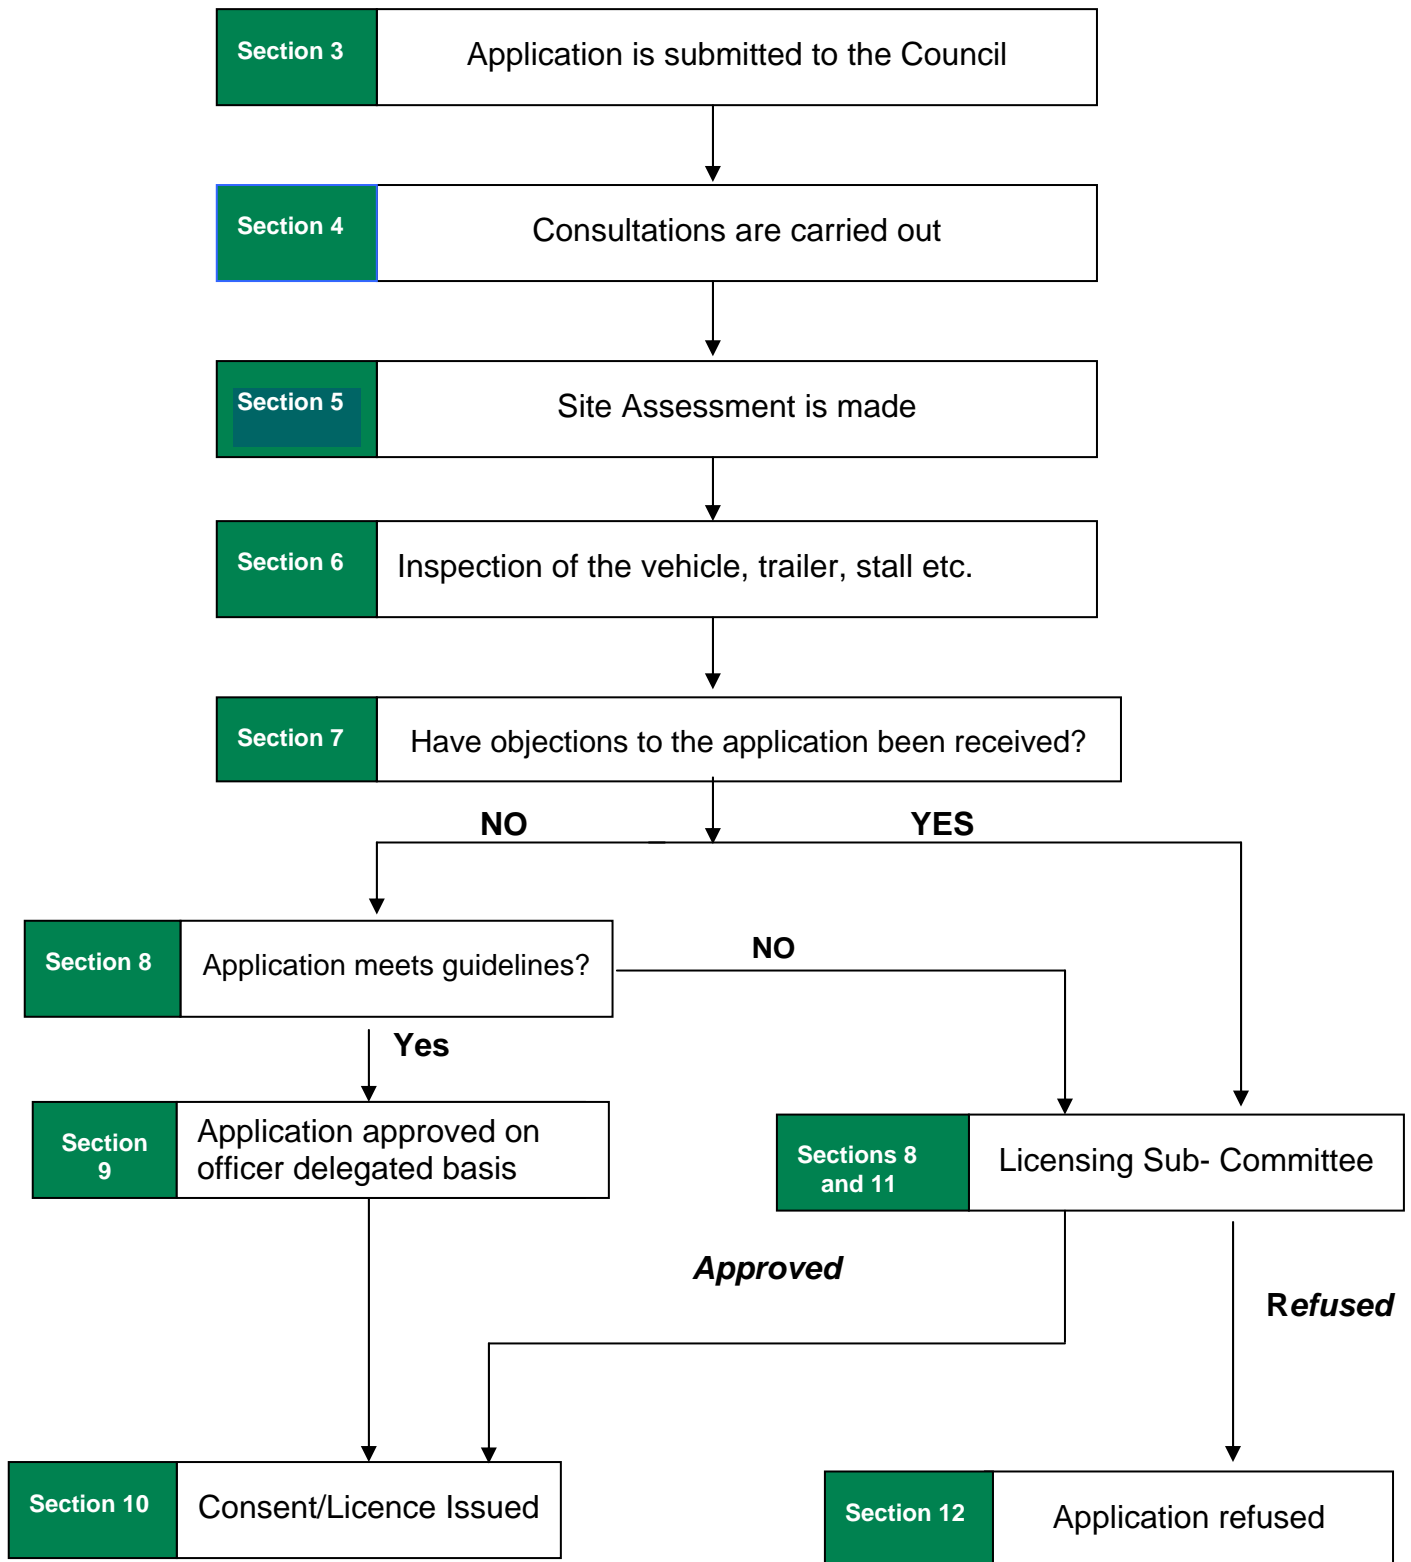 Section 3
Application is submitted to the Council
Section 4
Consultations are carried out
Section 5
Site Assessment is made
Section 6
Inspection of the vehicle, trailer, stall etc.
Section 7
Have objections to the application been received?
NO
YES
Section 8
Application meets guidelines?
NO
Yes
Section
9
Application approved on
officer delegated basis
Sections 8
and 11
Licensing Sub- Committee
Approved
Refused
Section 10
Consent/Licence Issued
Section 12
Application refused